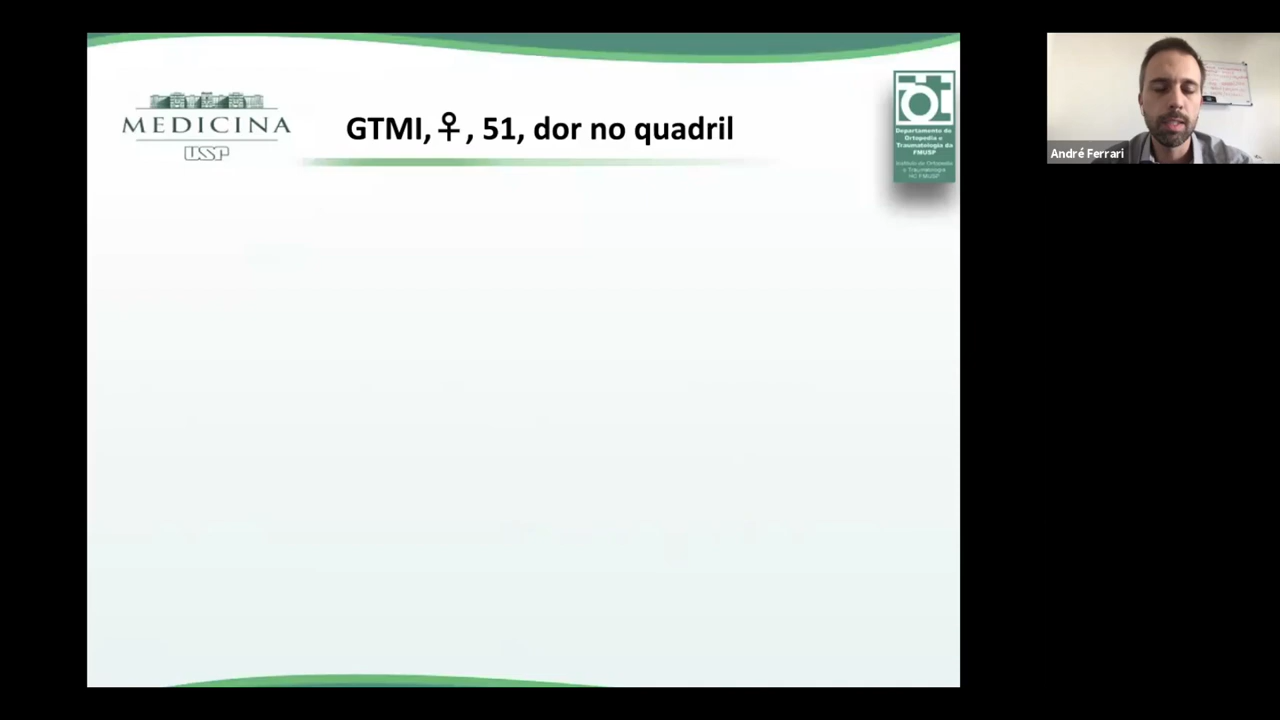 MEDICINA
USP
GTMI, ♀, 51, dor no quadril
Departamento de
Ortopedia e
Traumatologia da
FMUSP
Instituto de Ortopedia
e Traumatologia
HC FMUSP
André Ferrari